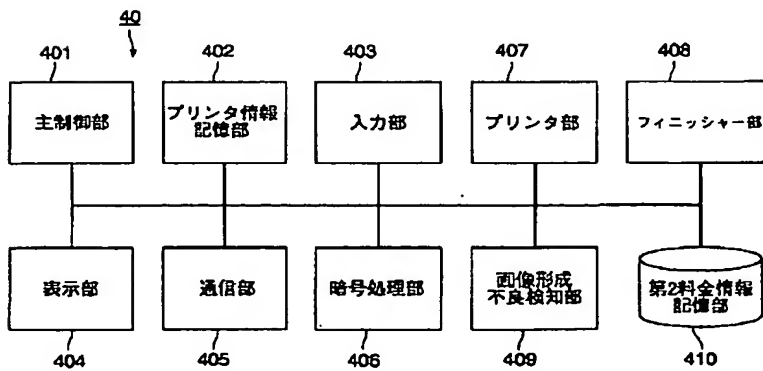 40
401
402
403
407
408
主制御部
プリンタ情報
記憶部
入力部
プリンタ部
フィニッシャー部
表示部
通信部
暗号処理部
画像形成
不良検知部
第2料金情報
記憶部
404
405
406
409
410